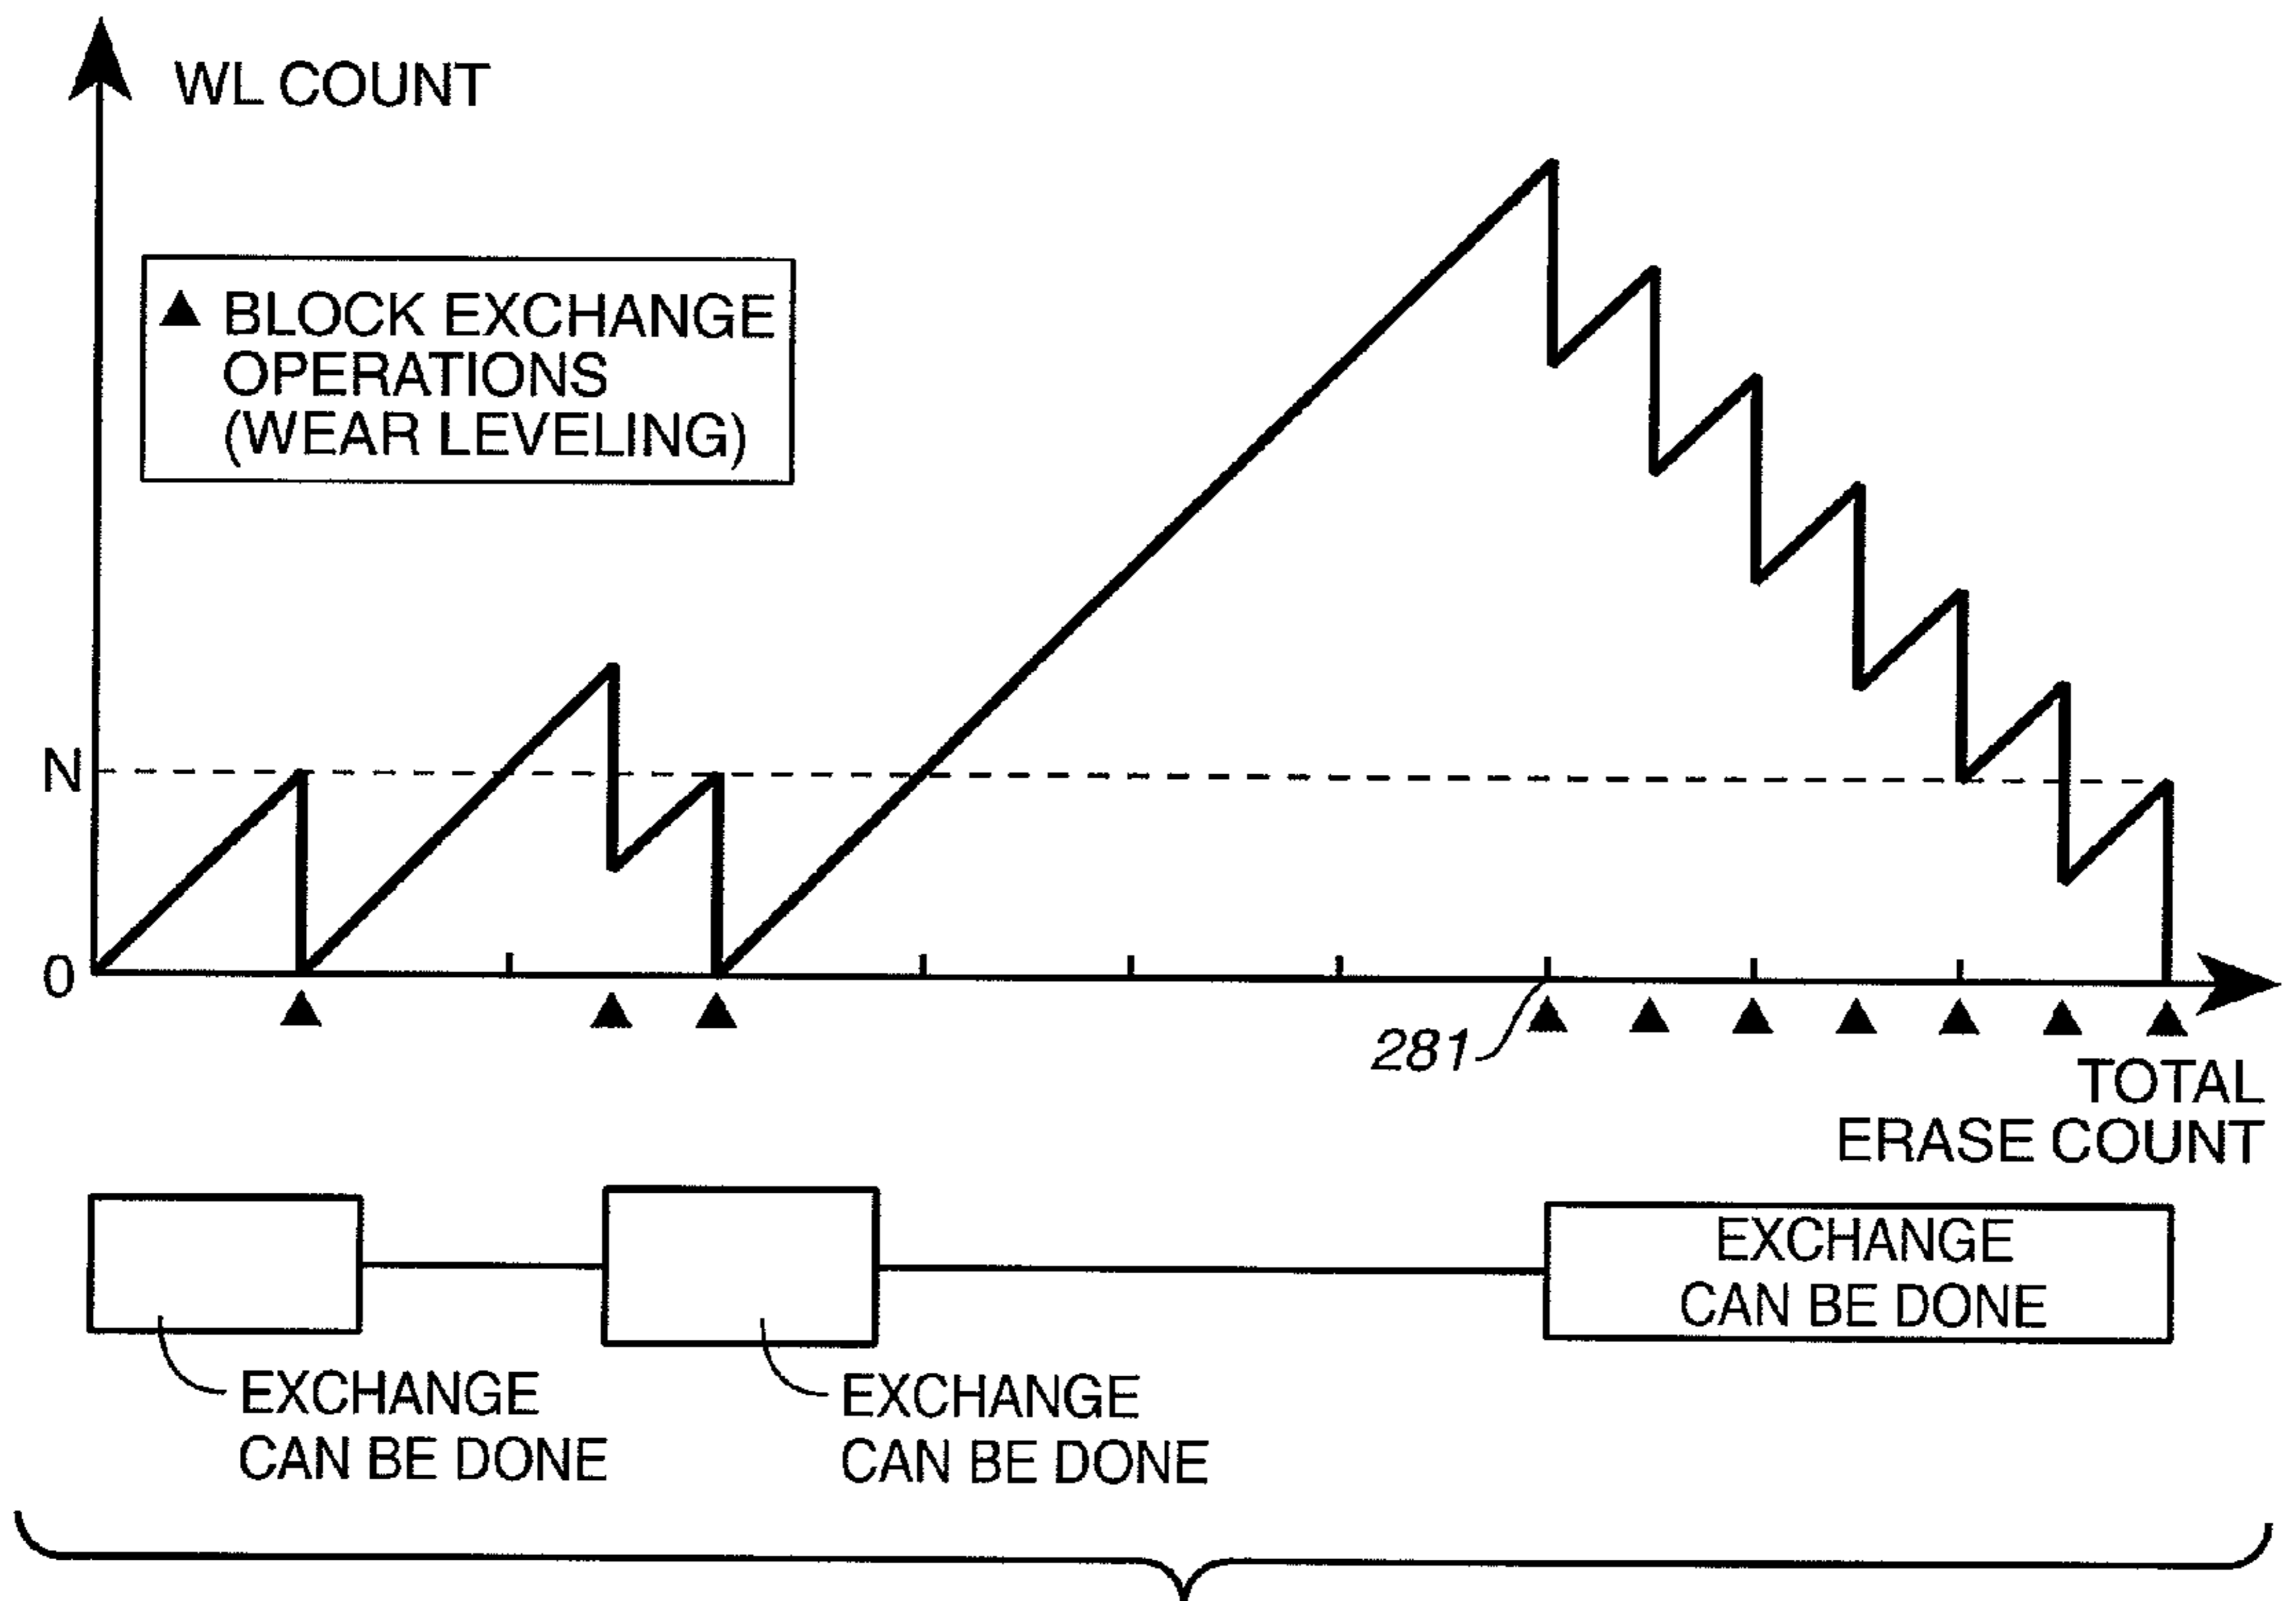 WL COUNT
▲ BLOCK EXCHANGE
OPERATIONS
(WEAR LEVELING)
N
0
281
TOTAL
ERASE COUNT
EXCHANGE
CAN BE DONE
EXCHANGE
CAN BE DONE
EXCHANGE
CAN BE DONE